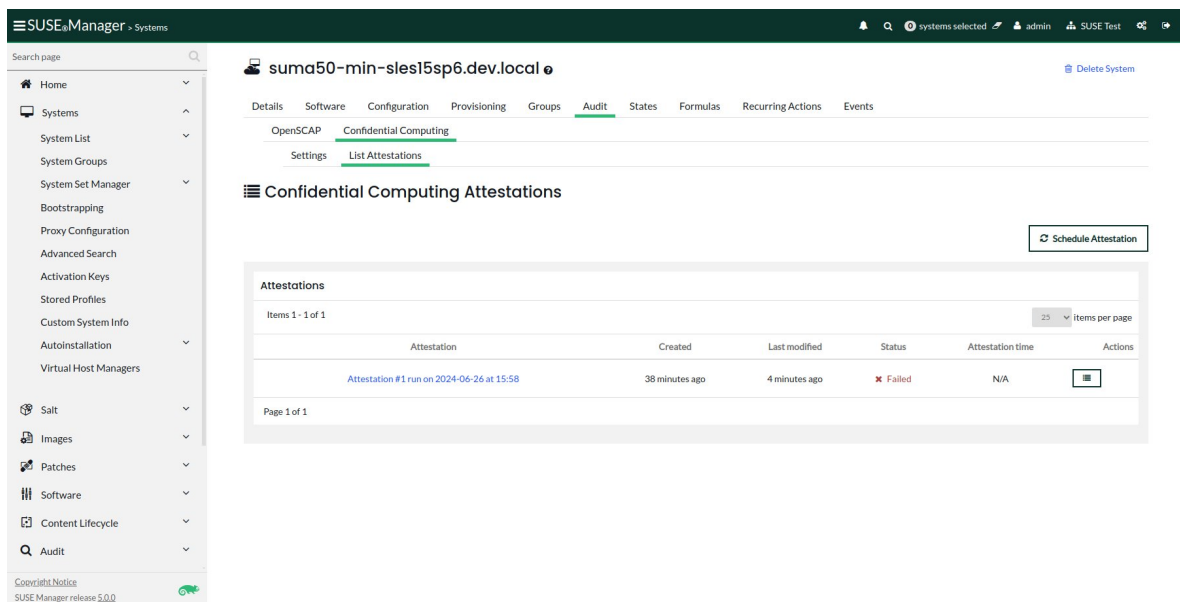 SUSE®Manager > Systems
0 systems selected admin SUSE Test
Search page
Home
Systems
System List
System Groups
System Set Manager
Bootstrapping
Proxy Configuration
Advanced Search
Activation Keys
Stored Profiles
Custom System Info
Autoinstallation
Virtual Host Managers
Salt
Images
Patches
Software
Content Lifecycle
Audit
Copyright Notice
SUSE Manager release 5.0.0
suma50-min-sles15sp6.dev.local
Delete System
Details Software Configuration Provisioning Groups Audit States Formulas Recurring Actions Events
OpenSCAP Confidential Computing
Settings List Attestations
Confidential Computing Attestations
Schedule Attestation
Attestations
Items 1 - 1 of 1
25 items per page
Attestation Created Last modified Status Attestation time Actions
Attestation #1 run on 2024-06-26 at 15:58 38 minutes ago 4 minutes ago Failed N/A
Page 1 of 1